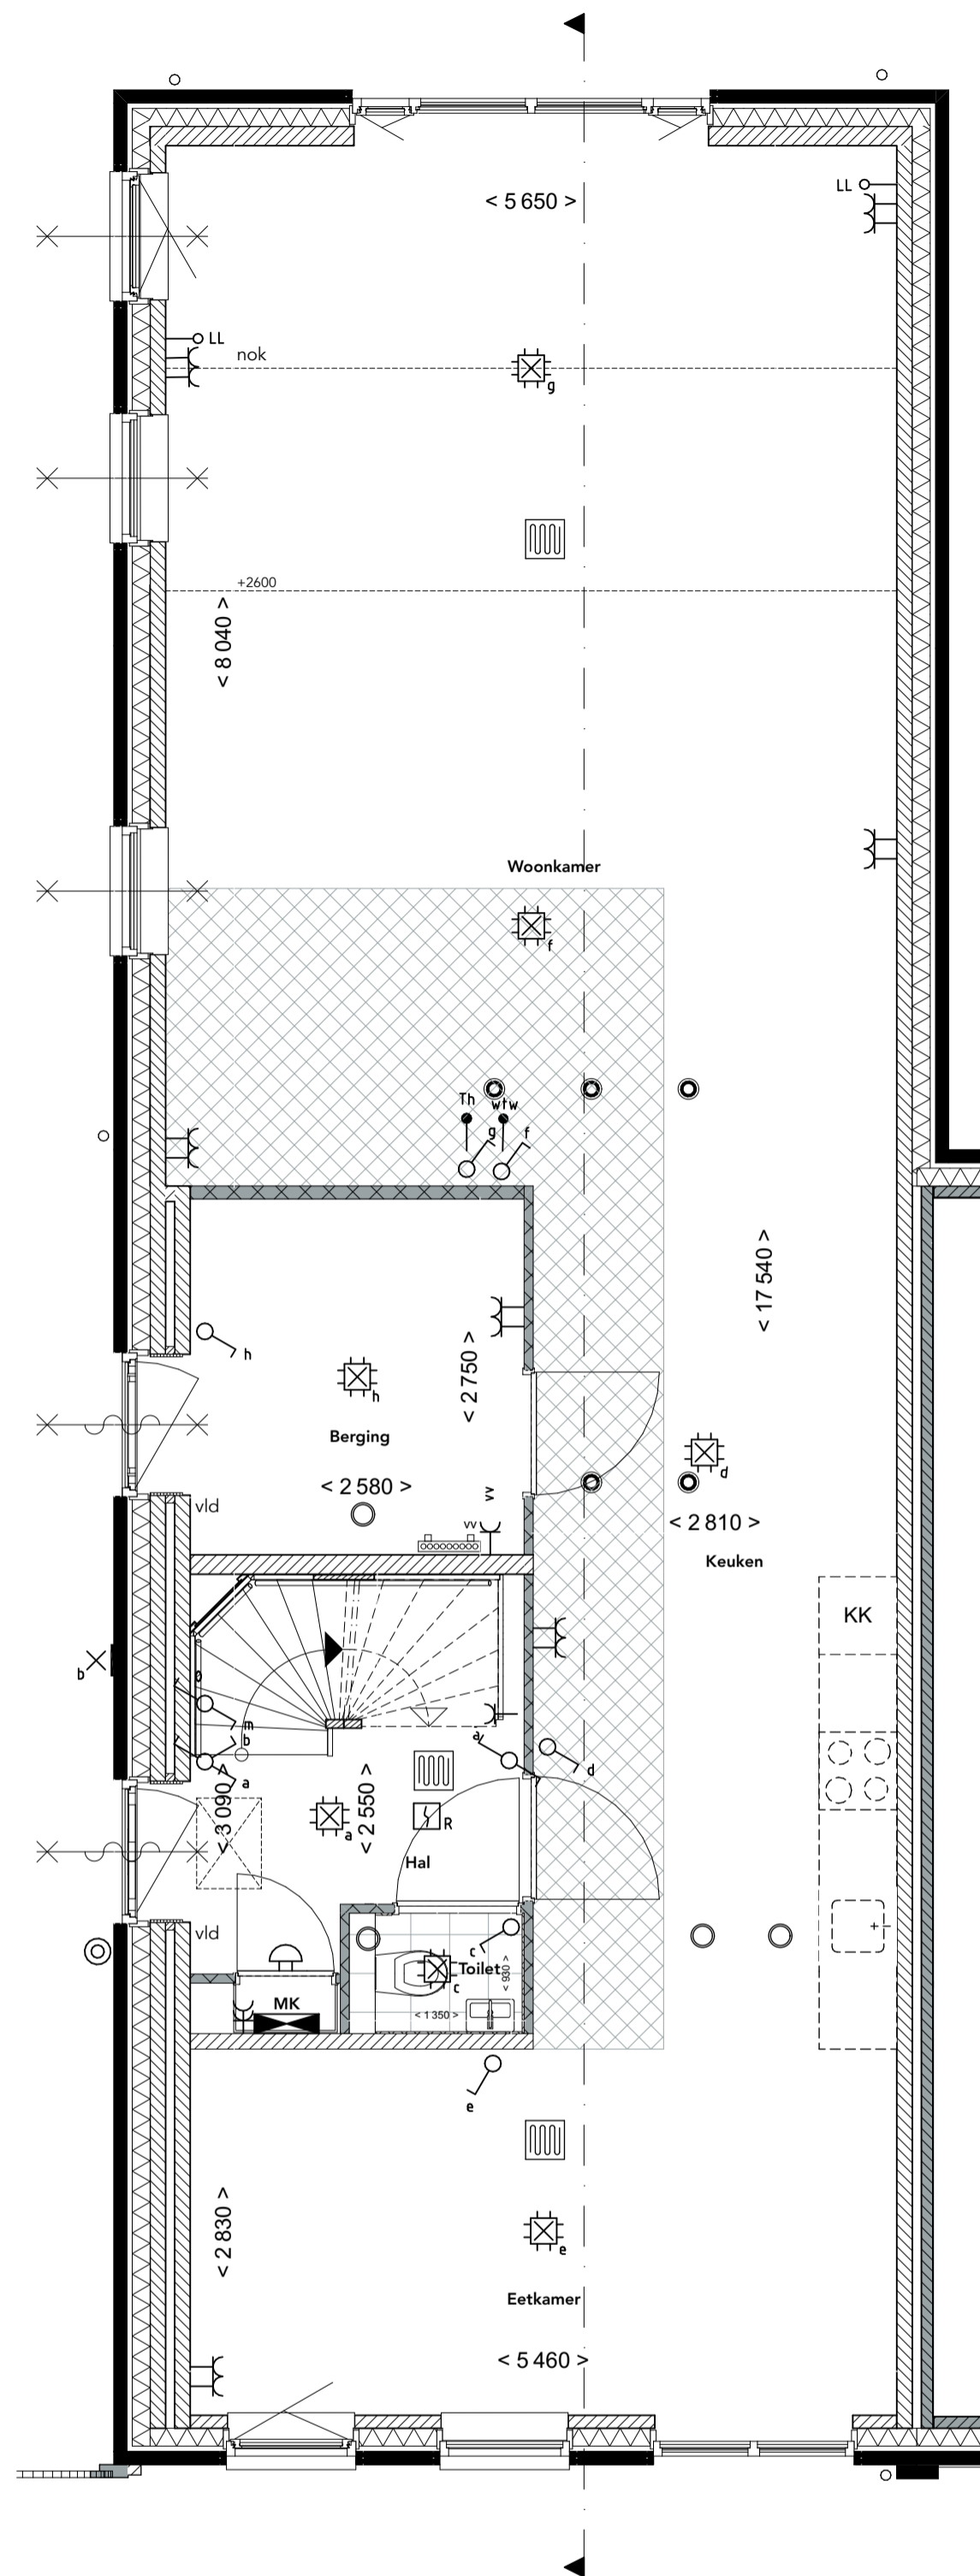 < 5 650 >
LL
LL
nok
g
+2600
< 8 040 >
Woonkamer
f
Th
wtw
g
f
< 17 540 >
h
< 2 750 >
h
Berging
d
< 2 580 >
vv
vld
vv
< 2 810 >
Keuken
KK
b
m
b
a
a
d
< 3 090 >
< 2 550 >
a
R
Hal
vld
c
Toilet
c
< 930 >
MK
< 1 350 >
e
< 2 830 >
e
Eetkamer
< 5 460 >